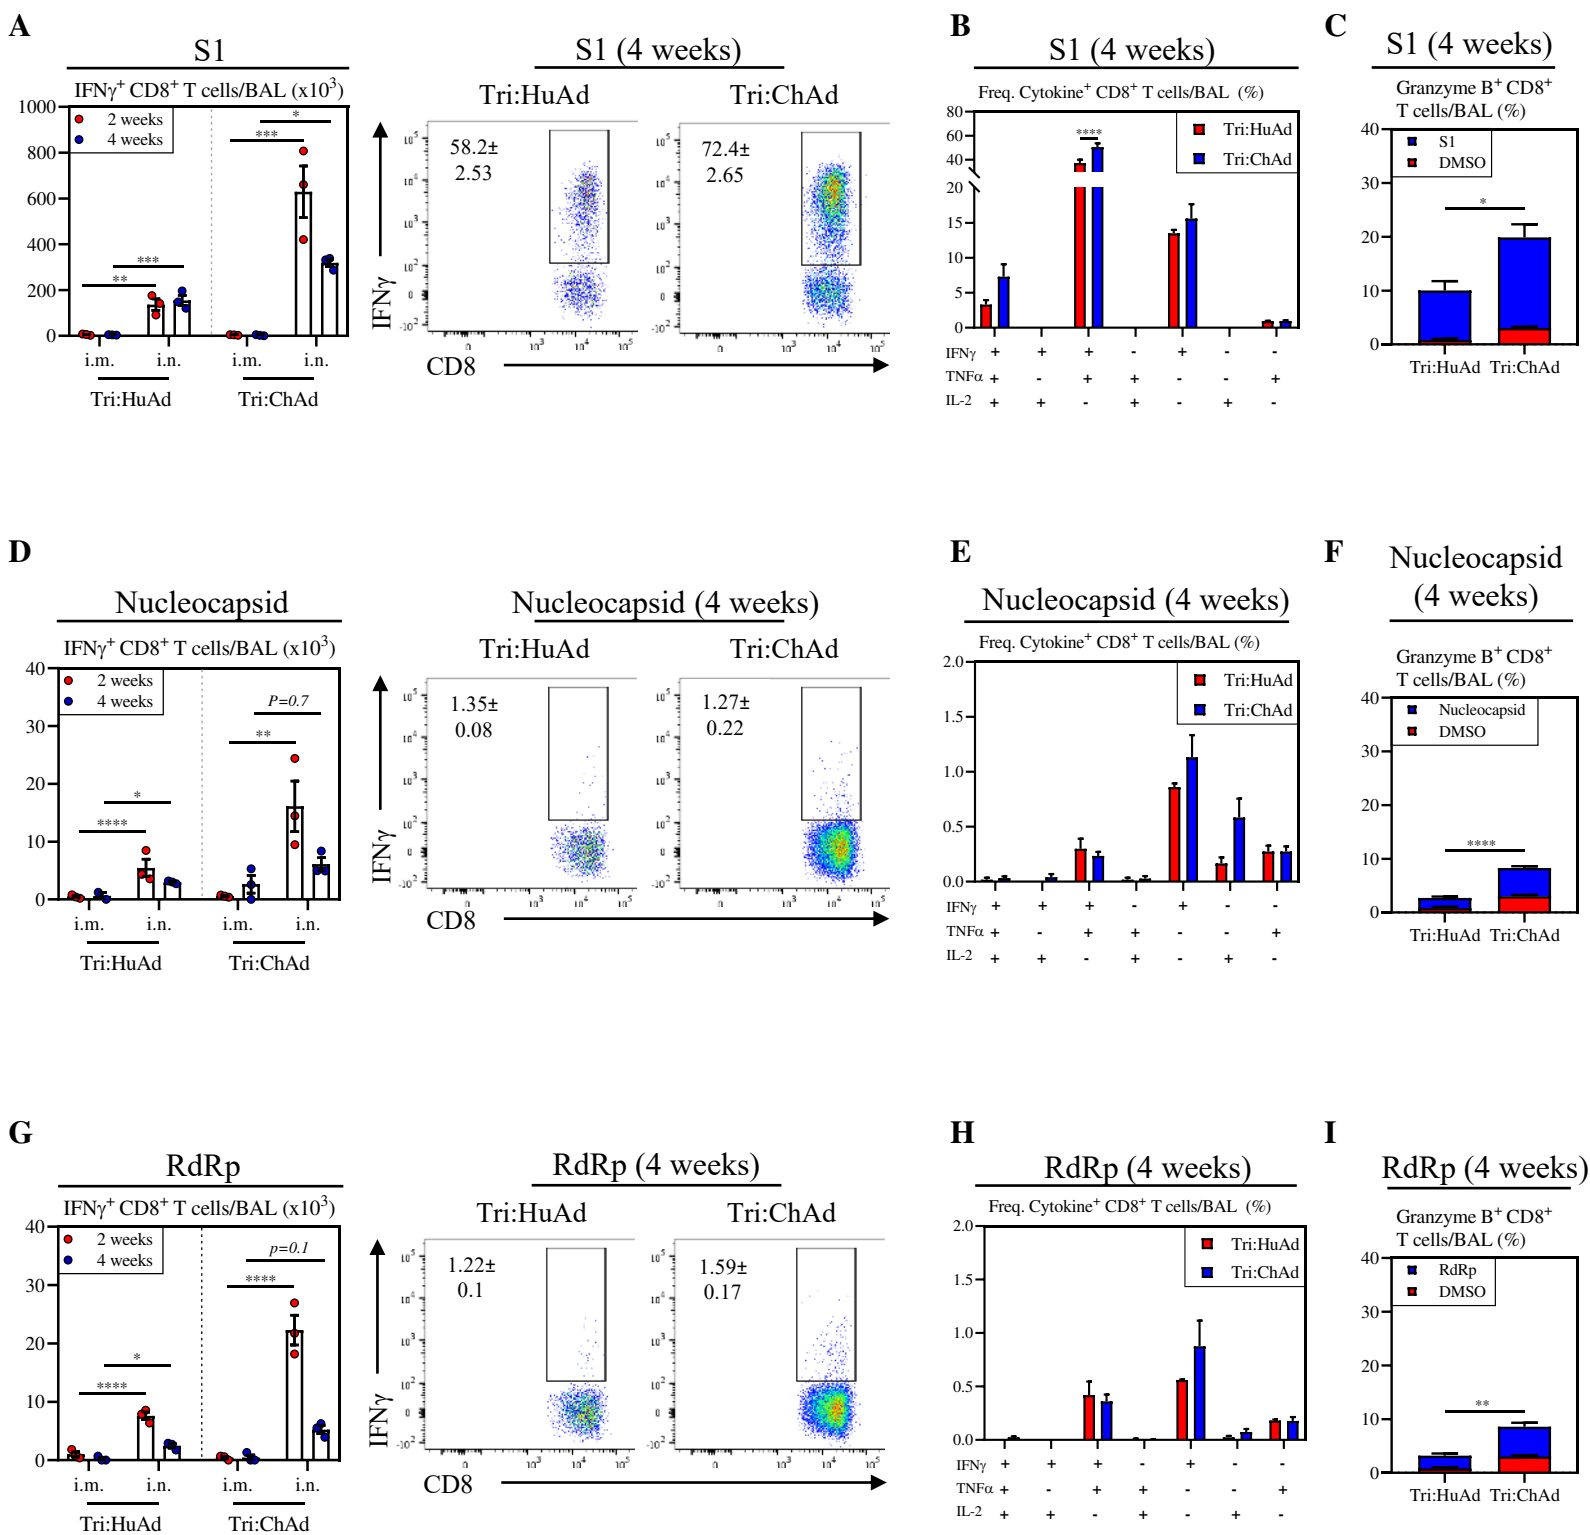 A
S1
IFNγ+ CD8+ T cells/BAL (x10^3)
2 weeks
4 weeks
1000
800
600
400
200
0
**
***
***
*
i.m. i.n. i.m. i.n.
Tri:HuAd Tri:ChAd
S1 (4 weeks)
Tri:HuAd Tri:ChAd
58.2±
2.53
72.4±
2.65
IFNγ
CD8
B
S1 (4 weeks)
Freq. Cytokine+ CD8+ T cells/BAL (%)
Tri:HuAd
Tri:ChAd
80
60
40
20
15
10
5
0
****
IFNγ + + + - + - -
TNFα + - + + - - +
IL-2 + + - + - + -
C
S1 (4 weeks)
Granzyme B+ CD8+
T cells/BAL (%)
S1
DMSO
40
30
20
10
0
*
Tri:HuAd Tri:ChAd
D
Nucleocapsid
IFNγ+ CD8+ T cells/BAL (x10^3)
2 weeks
4 weeks
40
30
20
10
0
****
*
**
P=0.7
i.m. i.n. i.m. i.n.
Tri:HuAd Tri:ChAd
Nucleocapsid (4 weeks)
Tri:HuAd Tri:ChAd
1.35±
0.08
1.27±
0.22
IFNγ
CD8
E
Nucleocapsid (4 weeks)
Freq. Cytokine+ CD8+ T cells/BAL (%)
Tri:HuAd
Tri:ChAd
2.0
1.5
1.0
0.5
0.0
IFNγ + + + - + - -
TNFα + - + + - - +
IL-2 + + - + - + -
F
Nucleocapsid
(4 weeks)
Granzyme B+ CD8+
T cells/BAL (%)
Nucleocapsid
DMSO
40
30
20
10
0
****
Tri:HuAd Tri:ChAd
G
RdRp
IFNγ+ CD8+ T cells/BAL (x10^3)
2 weeks
4 weeks
40
30
20
10
0
****
*
****
p=0.1
i.m. i.n. i.m. i.n.
Tri:HuAd Tri:ChAd
RdRp (4 weeks)
Tri:HuAd Tri:ChAd
1.22±
0.1
1.59±
0.17
IFNγ
CD8
H
RdRp (4 weeks)
Freq. Cytokine+ CD8+ T cells/BAL (%)
Tri:HuAd
Tri:ChAd
2.0
1.5
1.0
0.5
0.0
IFNγ + + + - + - -
TNFα + - + + - - +
IL-2 + + - + - + -
I
RdRp (4 weeks)
Granzyme B+ CD8+
T cells/BAL (%)
RdRp
DMSO
40
30
20
10
0
**
Tri:HuAd Tri:ChAd